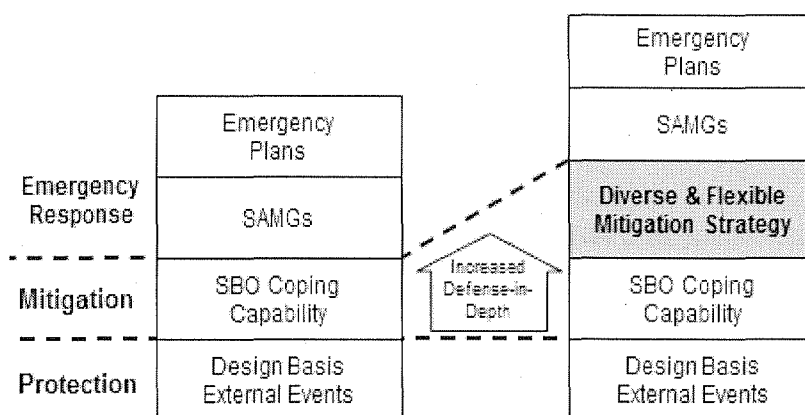 Emergency
Plans
SAMGs
Emergency
Response
Emergency
Plans
SAMGs
Diverse & Flexible
Mitigation Strategy
Mitigation
SBO Coping
Capability
Increased
Defense-in-
Depth
SBO Coping
Capability
Protection
Design Basis
External Events
Design Basis
External Events